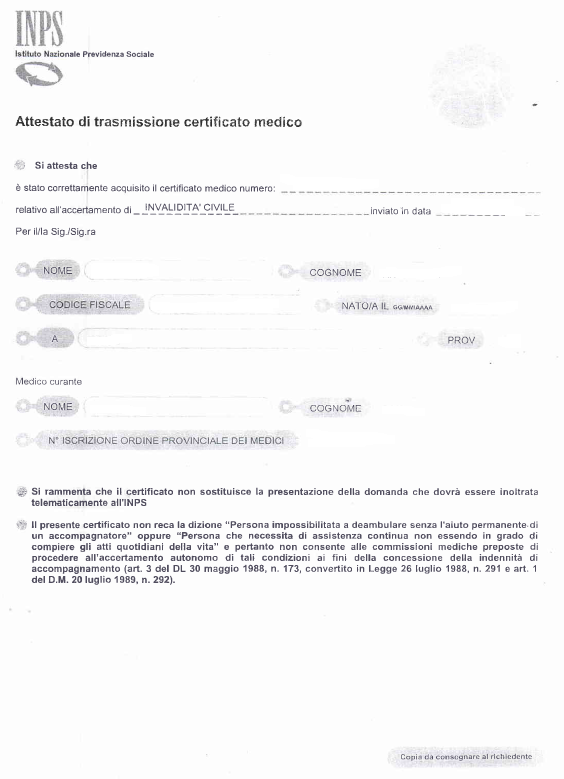 INPS
Istituto Nazionale Previdenza Sociale
Attestato di trasmissione certificato medico
Si attesta che
è stato correttamente acquisito il certificato medico numero:
relativo all'accertamento di INVALIDITA' CIVILE inviato in data
Per il/la Sig./Sig.ra
NOME COGNOME
CODICE FISCALE NATO/A IL GG/MM/AAAA
A PROV
Medico curante
NOME COGNOME
N° ISCRIZIONE ORDINE PROVINCIALE DEI MEDICI
Si rammenta che il certificato non sostituisce la presentazione della domanda che dovrà essere inoltrata
telematicamente all'INPS
Il presente certificato non reca la dizione "Persona impossibilitata a deambulare senza l'aiuto permanente di
un accompagnatore" oppure "Persona che necessita di assistenza continua non essendo in grado di
compiere gli atti quotidiani della vita" e pertanto non consente alle commissioni mediche preposte di
procedere all'accertamento autonomo di tali condizioni ai fini della concessione della indennità di
accompagnamento (art. 3 del DL 30 maggio 1988, n. 173, convertito in Legge 26 luglio 1988, n. 291 e art. 1
del D.M. 20 luglio 1989, n. 292).
Copia da consegnare al richiedente